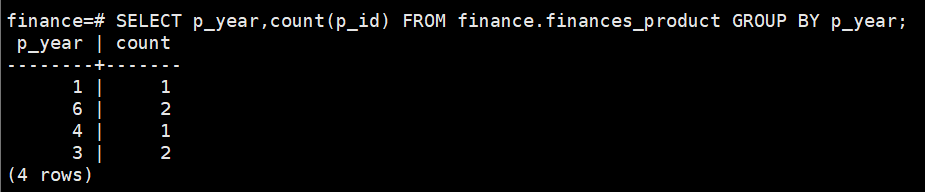 finance=# SELECT p_year,count(p_id) FROM finance.finances_product GROUP BY p_year;
 p_year | count
--------+-------
      1 |     1
      6 |     2
      4 |     1
      3 |     2
(4 rows)